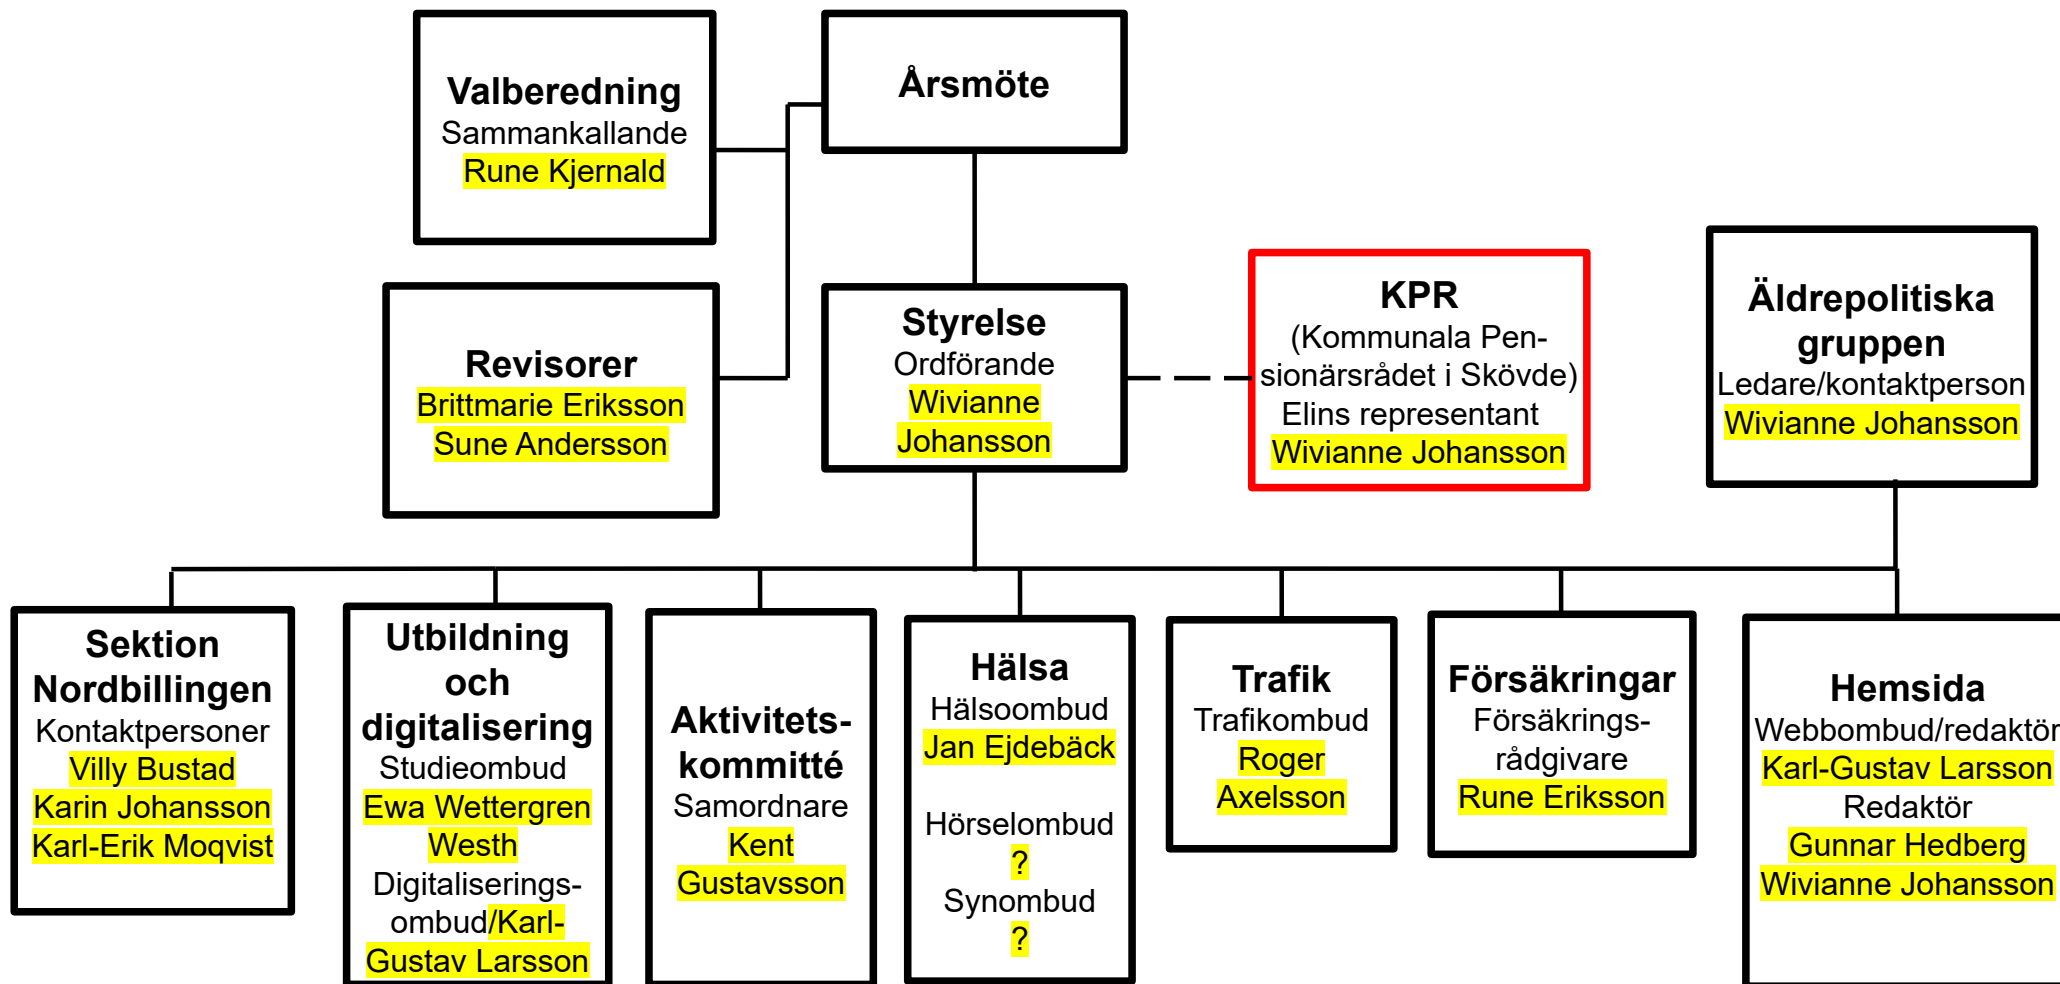 Valberedning
Sammankallande
Rune Kjernald
Årsmöte
Revisorer
Brittmarie Eriksson
Sune Andersson
Styrelse
Ordförande
Wivianne
Johansson
KPR
(Kommunala Pen-
sionärsrådet i Skövde)
Elins representant
Wivianne Johansson
Äldrepolitiska
gruppen
Ledare/kontaktperson
Wivianne Johansson
Sektion
Nordbillingen
Kontaktpersoner
Villy Bustad
Karin Johansson
Karl-Erik Moqvist
Utbildning
och
digitalisering
Studieombud
Ewa Wettergren
Westh
Digitaliserings-
ombud/Karl-
Gustav Larsson
Aktivitets-
kommitté
Samordnare
Kent
Gustavsson
Hälsa
Hälsoombud
Jan Ejdebäck
Hörselombud
?
Synombud
?
Trafik
Trafikombud
Roger
Axelsson
Försäkringar
Försäkrings-
rådgivare
Rune Eriksson
Hemsida
Webbombud/redaktör
Karl-Gustav Larsson
Redaktör
Gunnar Hedberg
Wivianne Johansson